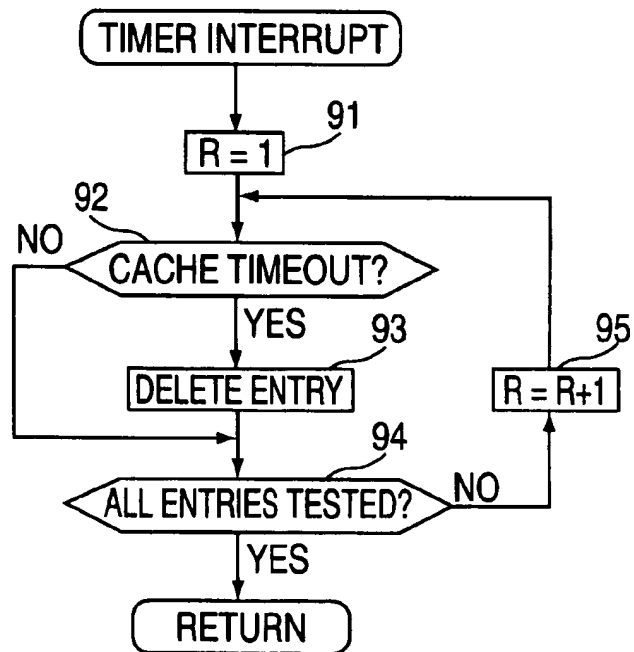 TIMER INTERRUPT
91
R = 1
92
NO
CACHE TIMEOUT?
YES
93
95
DELETE ENTRY
R = R+1
94
ALL ENTRIES TESTED?
NO
YES
RETURN